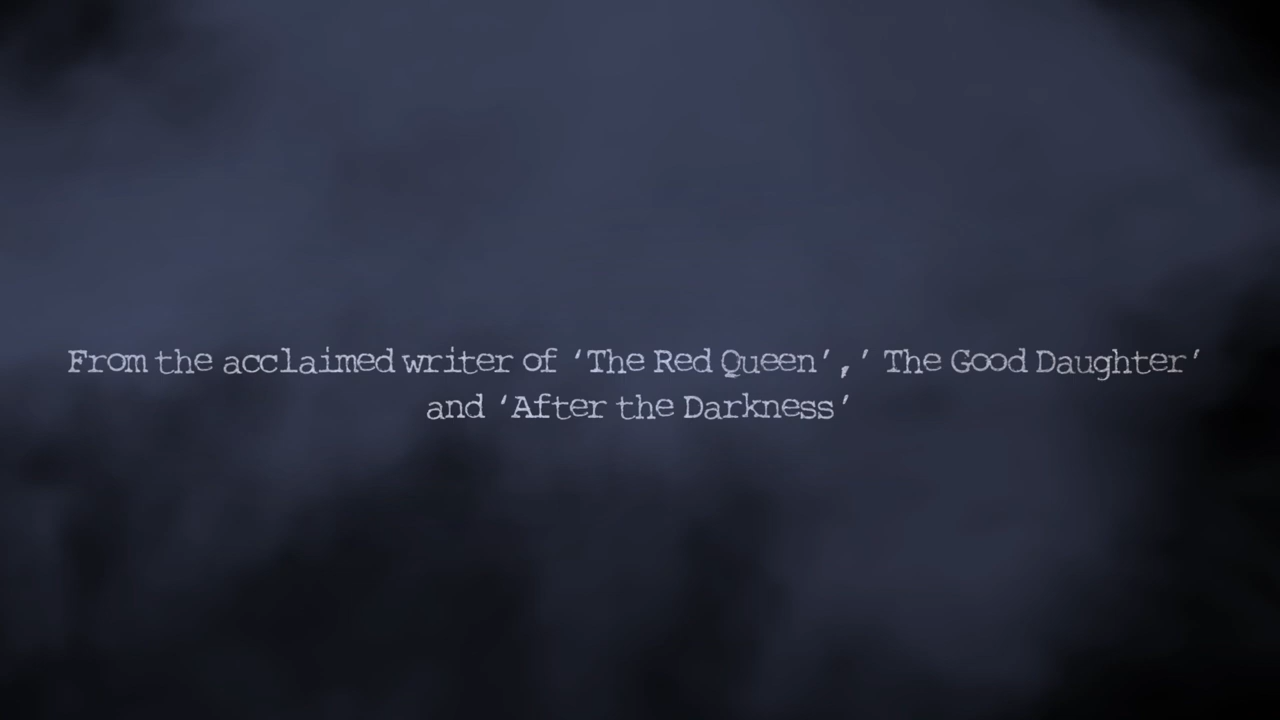 From the acclaimed writer of 'The Red Queen' ,' The Good Daughter'
and 'After the Darkness'